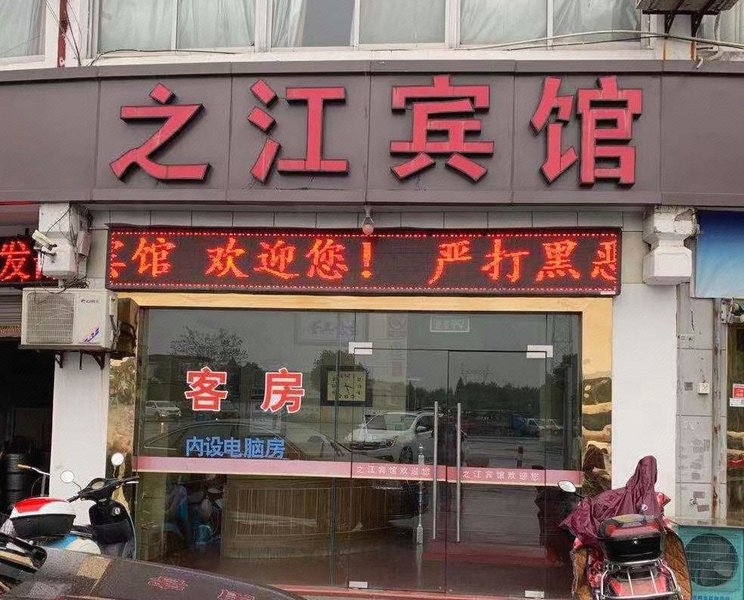 之江宾馆
发
宾馆 欢迎您！ 严打黑恶
客房
内设电脑房
之江宾馆欢迎您
之江宾馆欢迎您